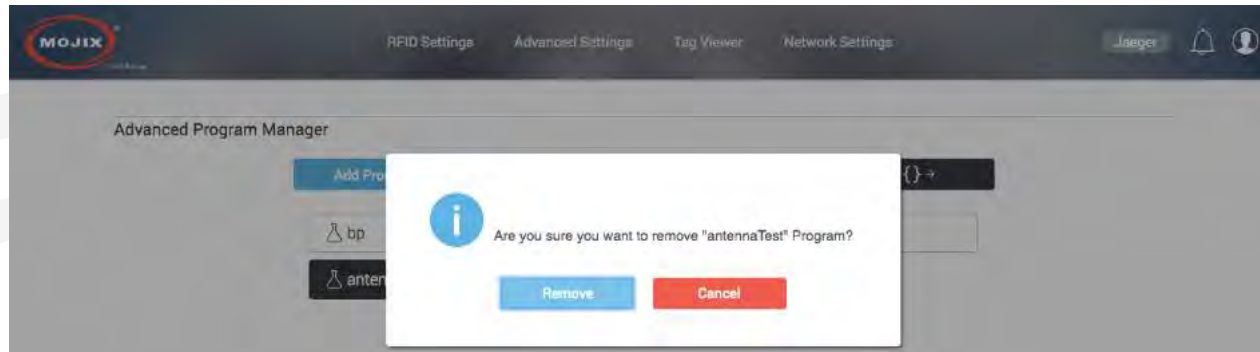 MOJIX
RFID Settings Advanced Settings Tag Viewer Network Settings Jaeger
Advanced Program Manager
Add Pro
{} →
bp
Are you sure you want to remove "antennaTest" Program?
anten
Remove Cancel